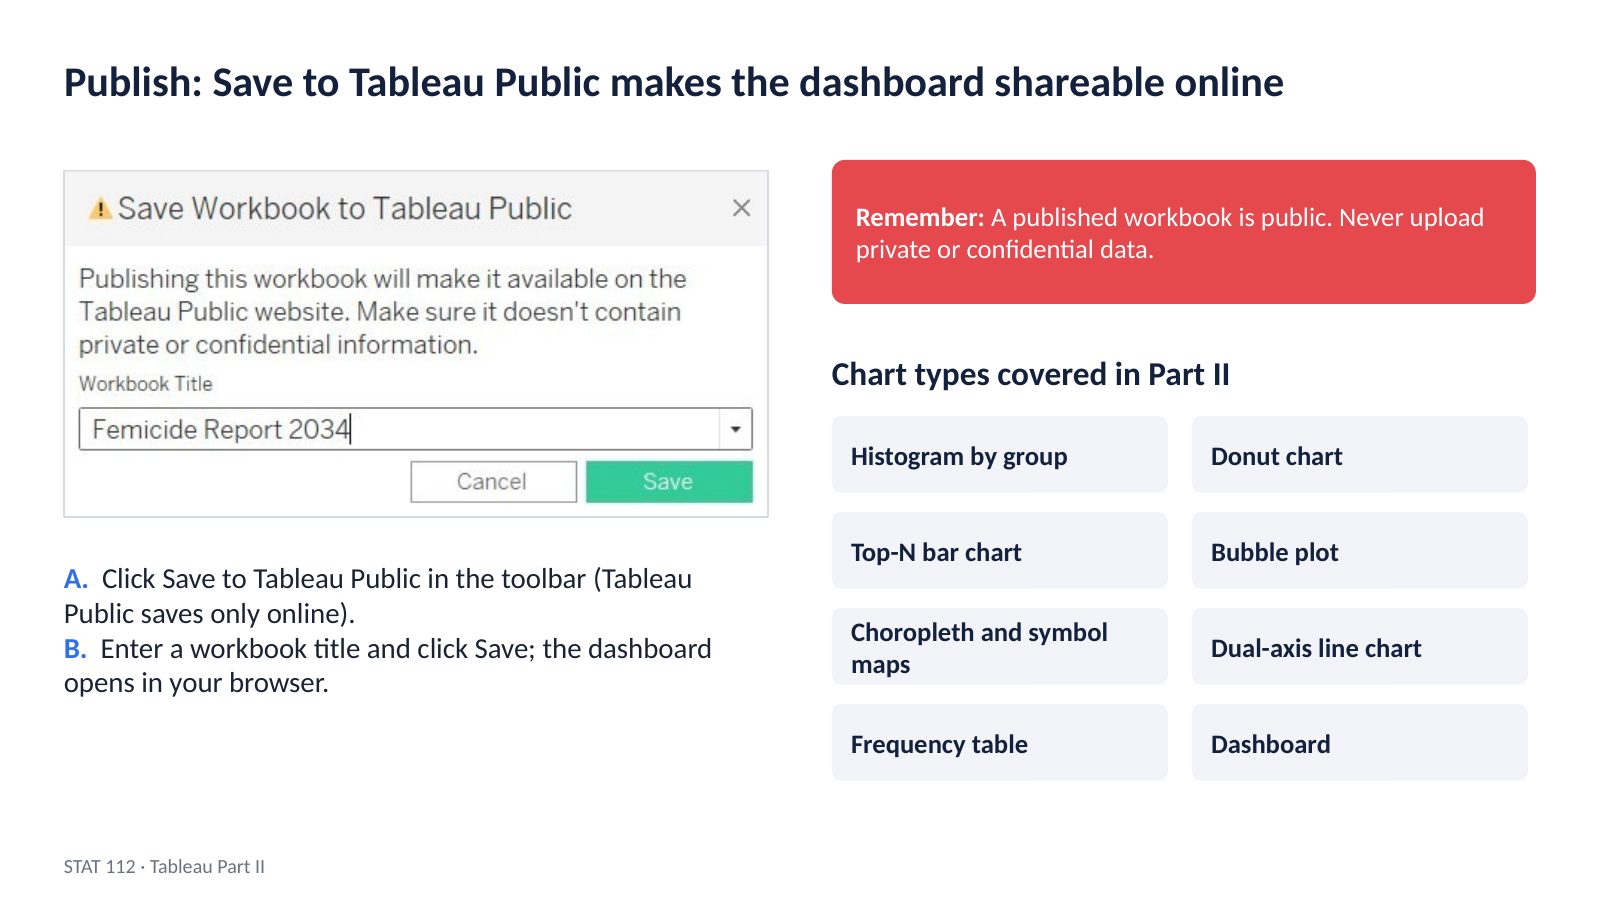 Publish: Save to Tableau Public makes the dashboard shareable online
Save Workbook to Tableau Public
Publishing this workbook will make it available on the
Tableau Public website. Make sure it doesn't contain
private or confidential information.
Workbook Title
Femicide Report 2034
Cancel
Save
A. Click Save to Tableau Public in the toolbar (Tableau
Public saves only online).
B. Enter a workbook title and click Save; the dashboard
opens in your browser.
Remember: A published workbook is public. Never upload
private or confidential data.
Chart types covered in Part II
Histogram by group
Donut chart
Top-N bar chart
Bubble plot
Choropleth and symbol
maps
Dual-axis line chart
Frequency table
Dashboard
STAT 112 · Tableau Part II